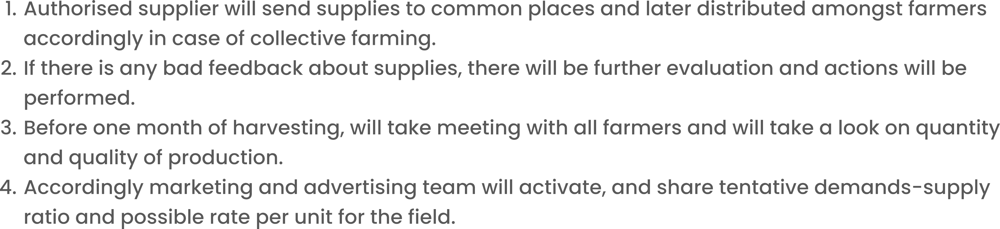 1. Authorised supplier will send supplies to common places and later distributed amongst farmers
accordingly in case of collective farming.
2. If there is any bad feedback about supplies, there will be further evaluation and actions will be
performed.
3. Before one month of harvesting, will take meeting with all farmers and will take a look on quantity
and quality of production.
4. Accordingly marketing and advertising team will activate, and share tentative demands-supply
ratio and possible rate per unit for the field.